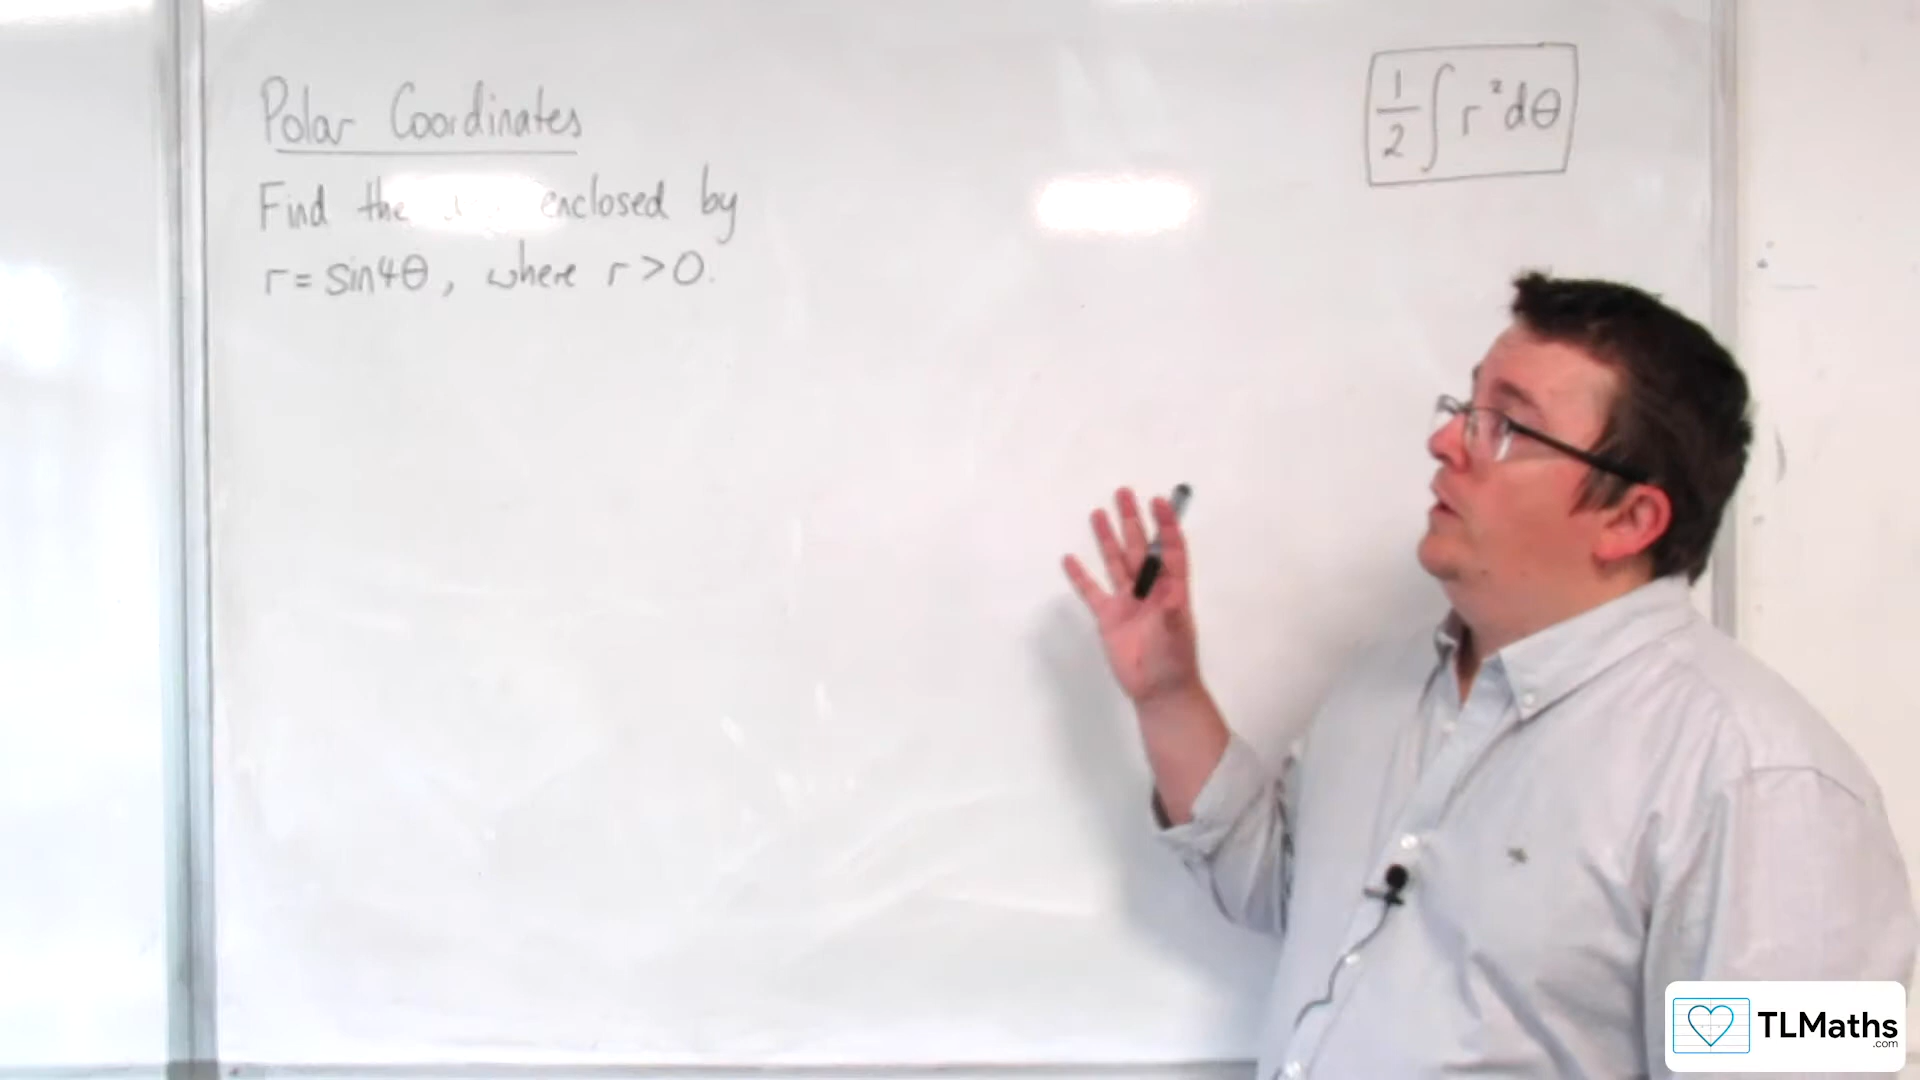 Polar Coordinates
Find the enclosed by
r = sin4θ, where r > 0.
1/2 ∫ r² dθ
TLMaths
.com